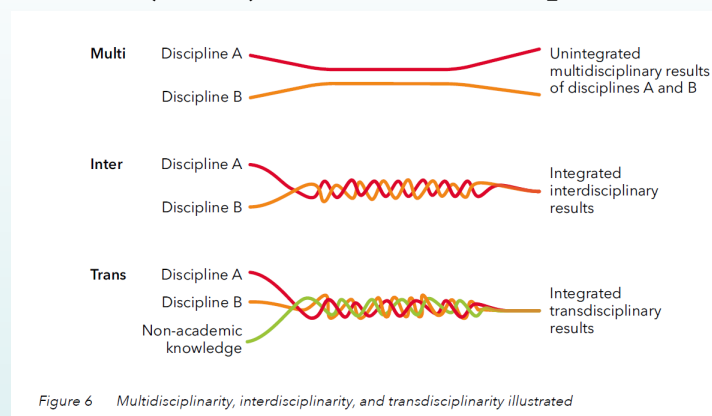 Multi
Discipline A
Discipline B
Unintegrated
multidisciplinary results
of disciplines A and B
Inter
Discipline A
Discipline B
Integrated
interdisciplinary
results
Trans
Discipline A
Discipline B
Non-academic
knowledge
Integrated
transdisciplinary
results
Figure 6 Multidisciplinarity, interdisciplinarity, and transdisciplinarity illustrated